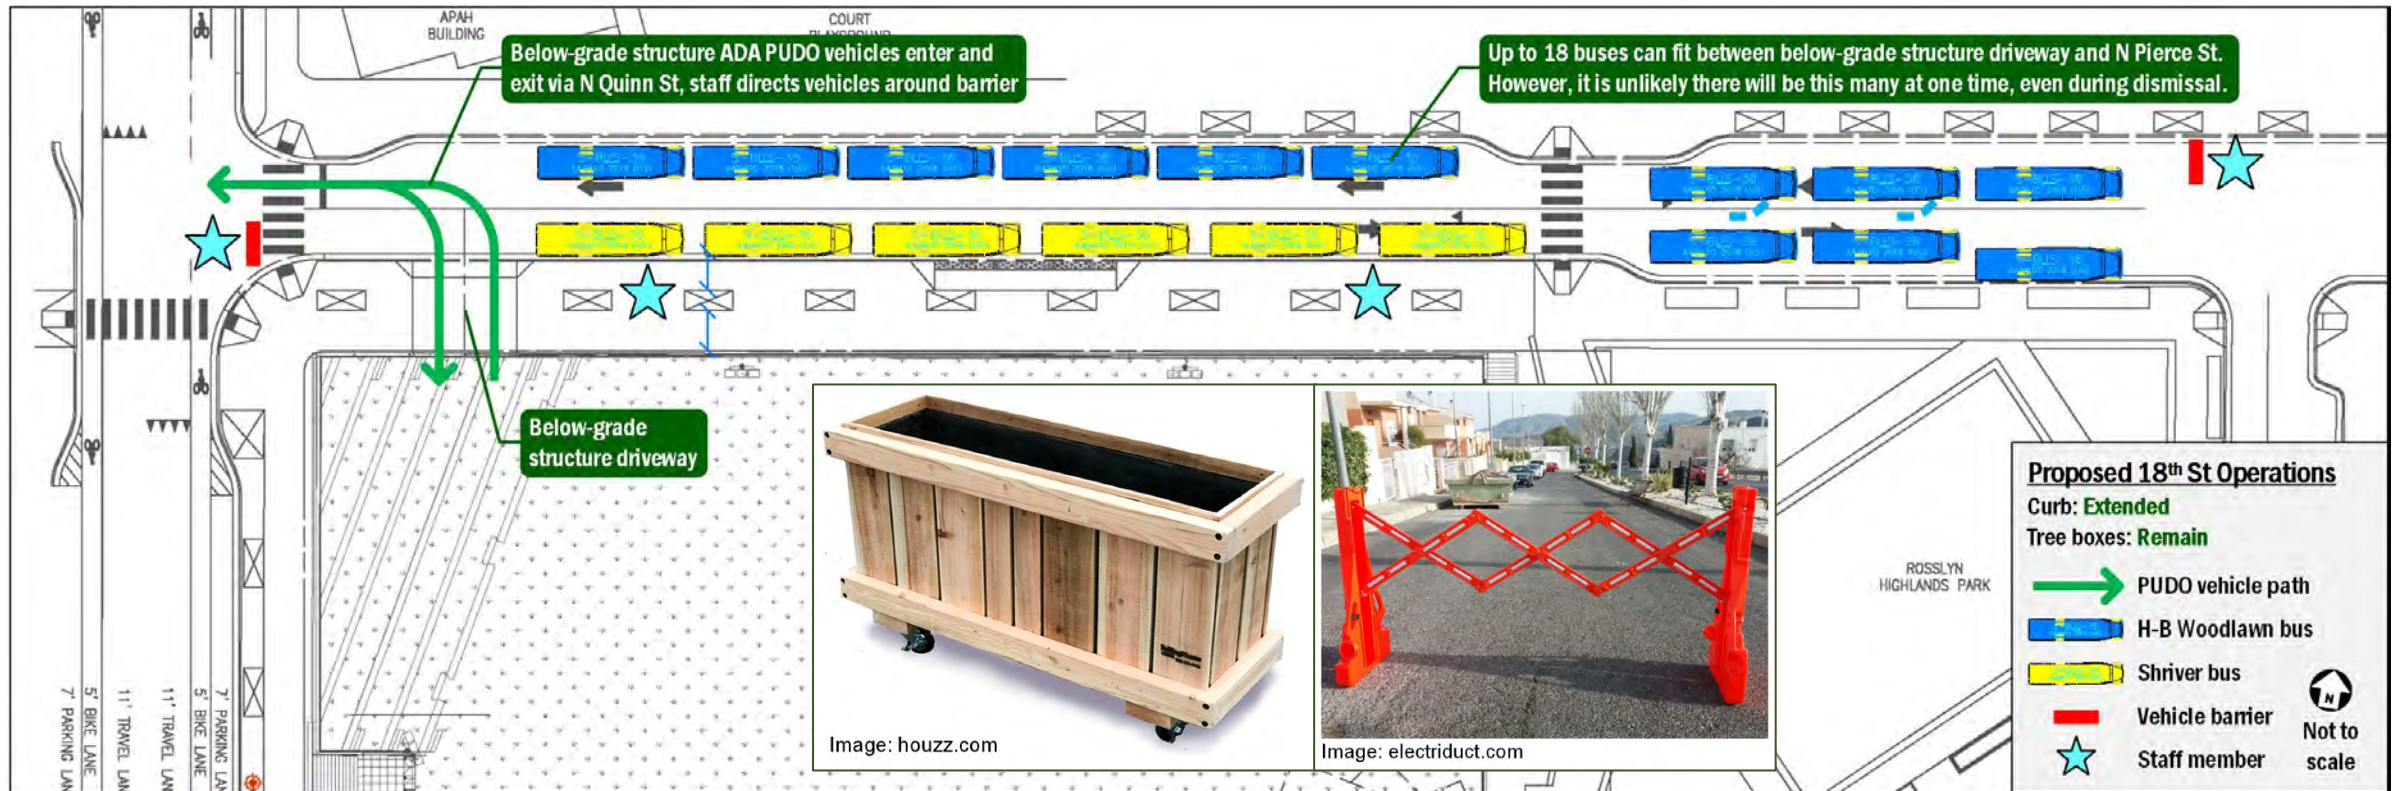 APAH
BUILDING
COURT
Below-grade structure ADA PUDO vehicles enter and
exit via N Quinn St, staff directs vehicles around barrier
Up to 18 buses can fit between below-grade structure driveway and N Pierce St.
However, it is unlikely there will be this many at one time, even during dismissal.
Below-grade
structure driveway
Image: houzz.com
Image: electriduct.com
ROSSLYN
HIGHLANDS PARK
7' PARKING LAN
5' BIKE LANE
11' TRAVEL LAN
11' TRAVEL LAN
5' BIKE LANE
7' PARKING LAN
Proposed 18th St Operations
Curb: Extended
Tree boxes: Remain
PUDO vehicle path
H-B Woodlawn bus
Shriver bus
Vehicle barrier
Staff member
N
Not to
scale